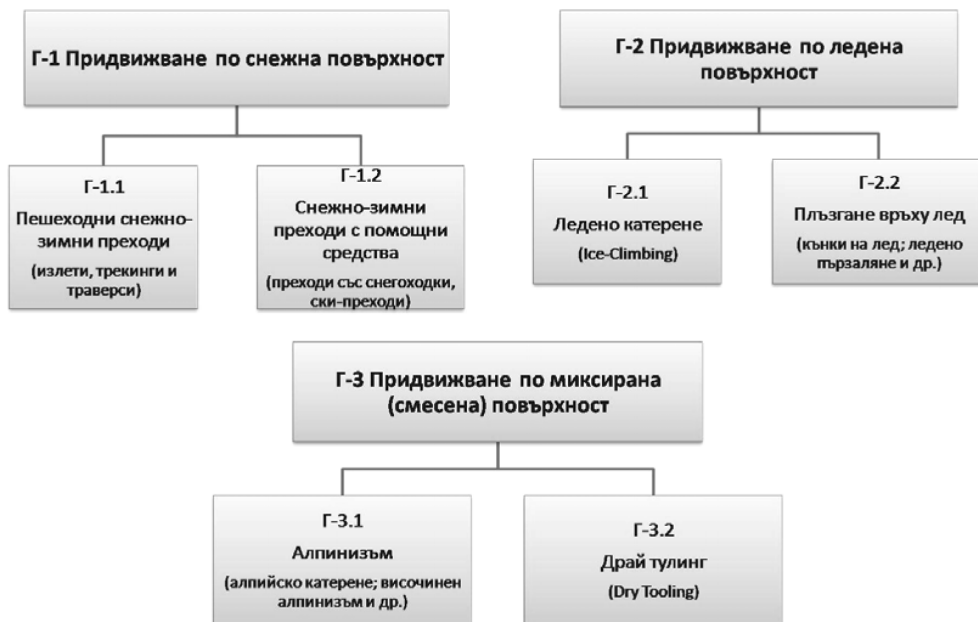 Г-1 Придвижване по снежна повърхност
Г-2 Придвижване по ледена
повърхност
Г-1.1
Пешеходни снежно-
зимни преходи
(излети, трекинги и
траверси)
Г-1.2
Снежно-зимни
преходи с помощни
средства
(преходи със снегоходки,
ски-преходи)
Г-2.1
Ледено катерене
(Ice-Climbing)
Г-2.2
Плъзгане връху лед
(кънки на лед; ледено
пързаляне и др.)
Г-3 Придвижване по миксирана
(смесена) повърхност
Г-3.1
Алпинизъм
(алпийско катерене; височинен
алпинизъм и др.)
Г-3.2
Драй тулинг
(Dry Tooling)